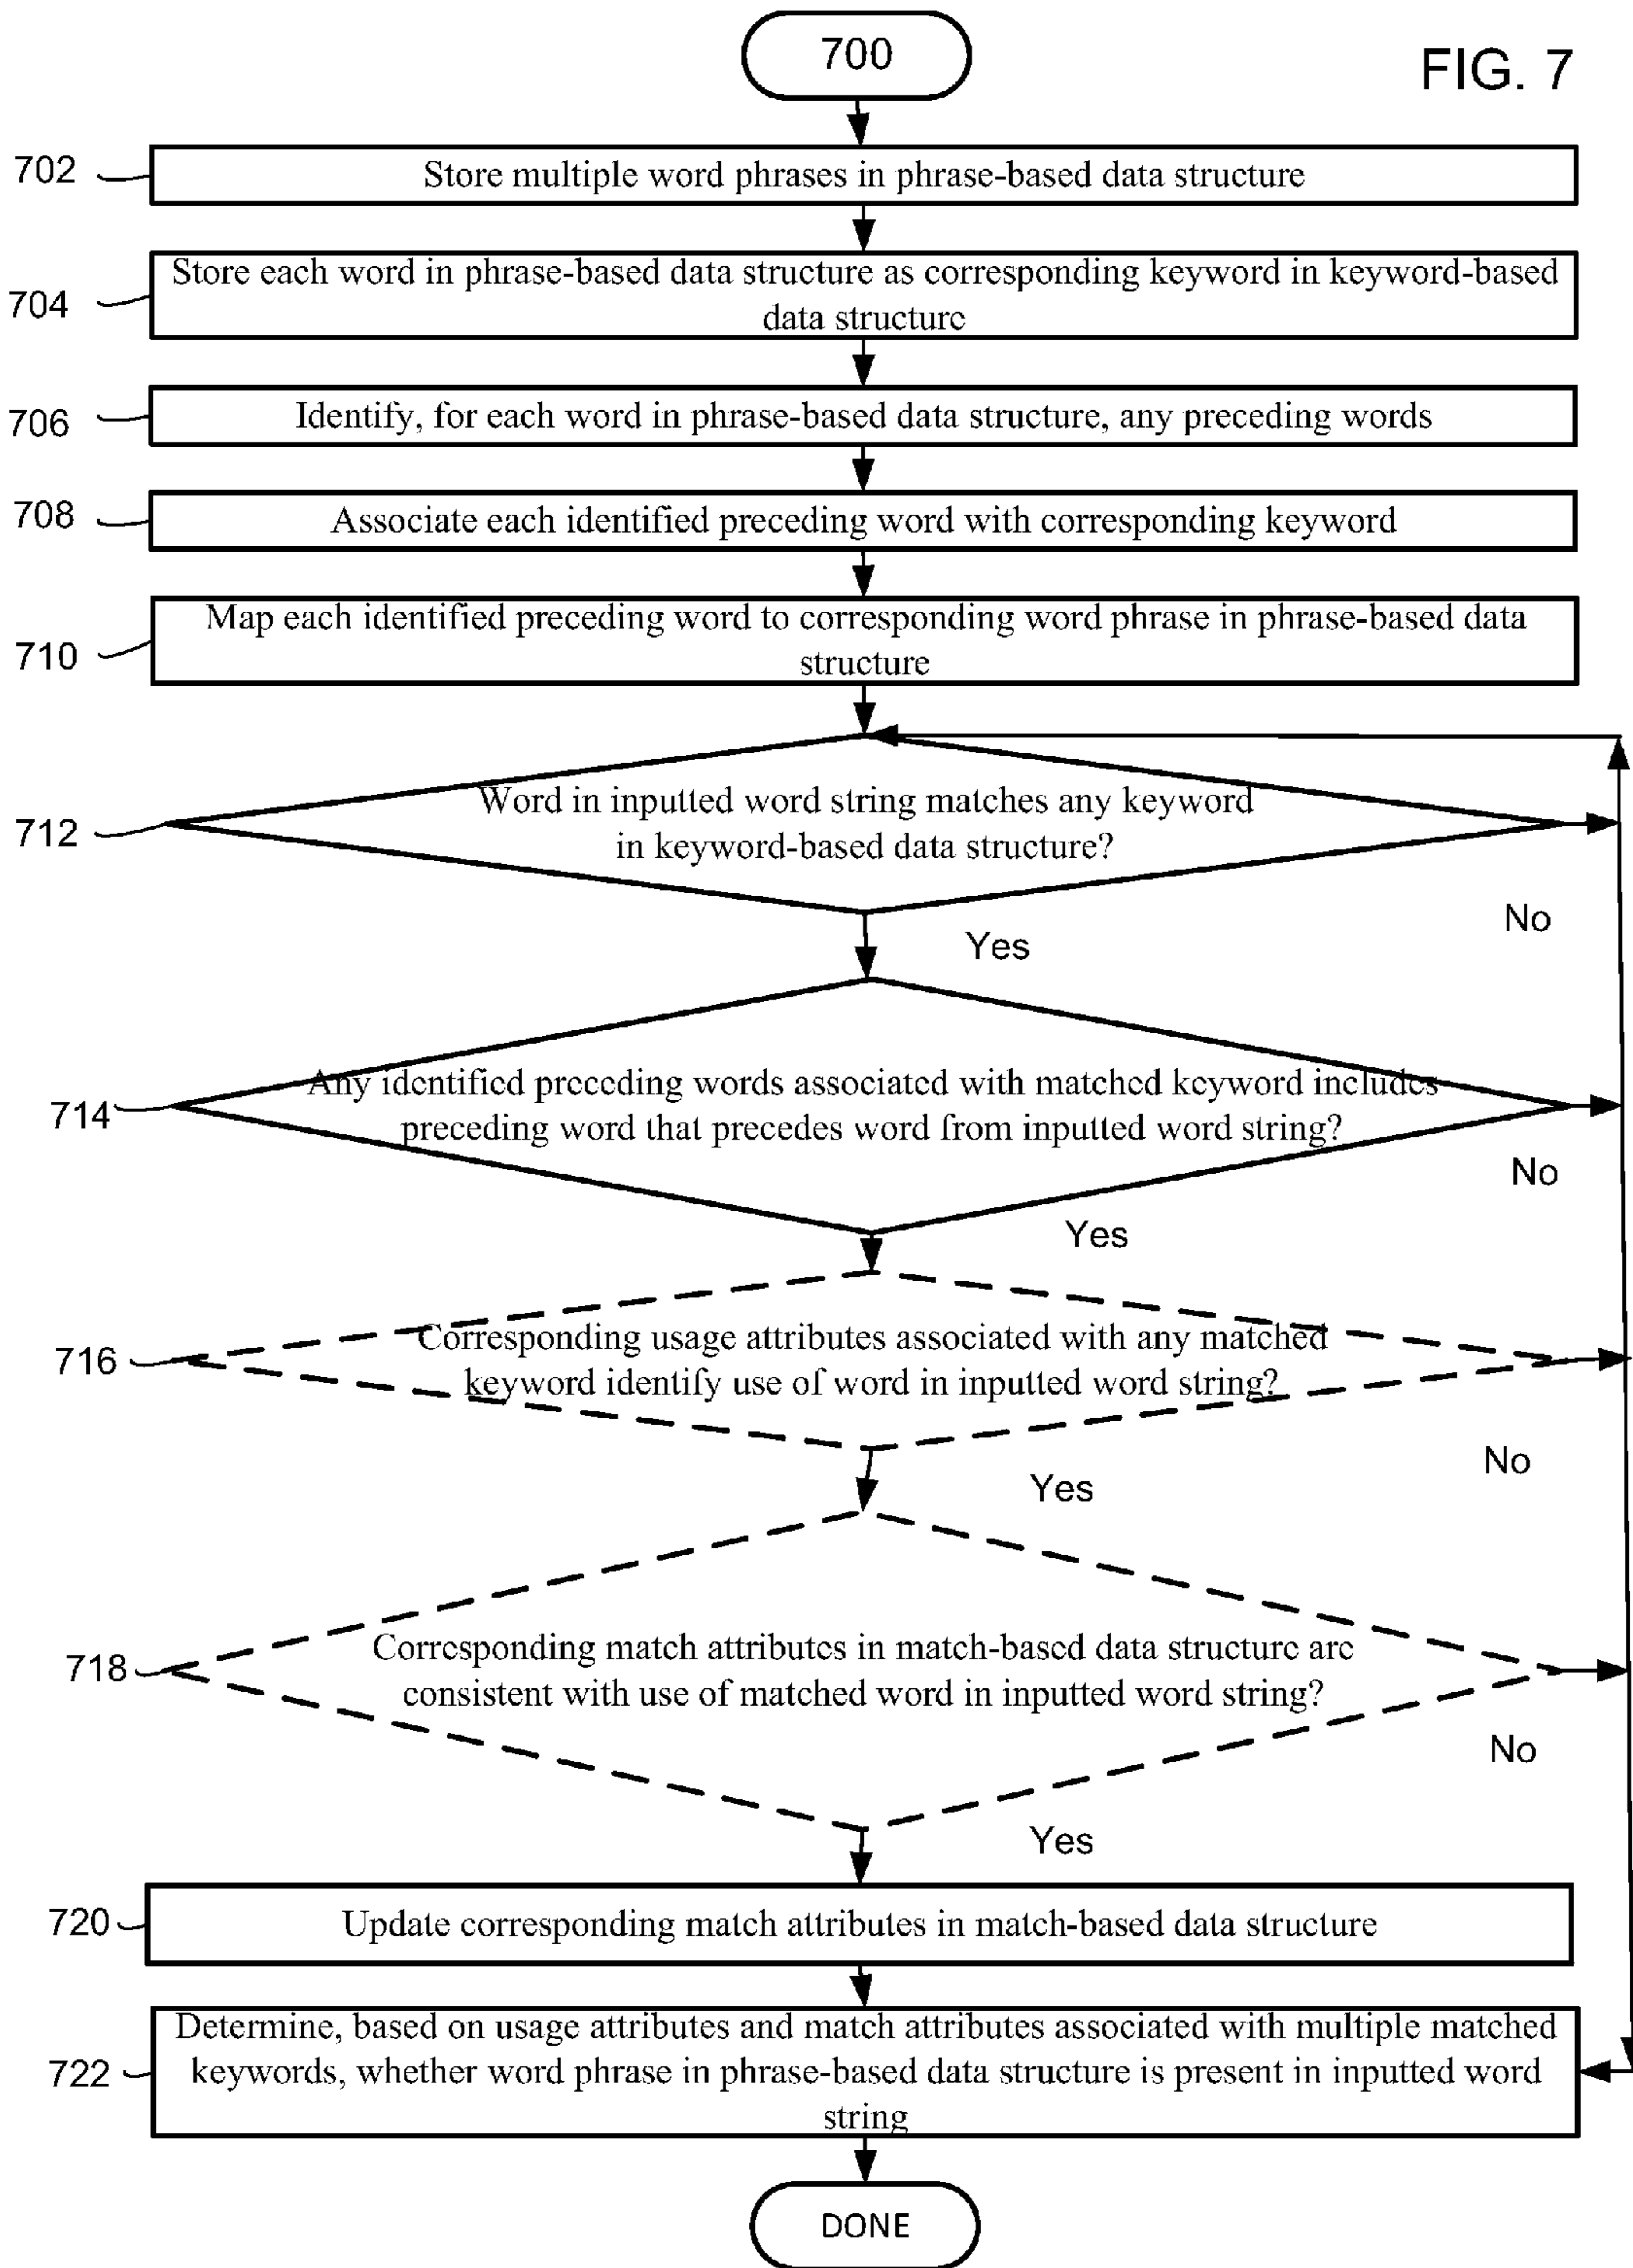 700
FIG. 7
702
Store multiple word phrases in phrase-based data structure
704
Store each word in phrase-based data structure as corresponding keyword in keyword-based
data structure
706
Identify, for each word in phrase-based data structure, any preceding words
708
Associate each identified preceding word with corresponding keyword
710
Map each identified preceding word to corresponding word phrase in phrase-based data
structure
712
Word in inputted word string matches any keyword
in keyword-based data structure?
No
Yes
714
Any identified preceding words associated with matched keyword includes
preceding word that precedes word from inputted word string?
No
Yes
716
Corresponding usage attributes associated with any matched
keyword identify use of word in inputted word string?
No
Yes
718
Corresponding match attributes in match-based data structure are
consistent with use of matched word in inputted word string?
No
Yes
720
Update corresponding match attributes in match-based data structure
722
Determine, based on usage attributes and match attributes associated with multiple matched
keywords, whether word phrase in phrase-based data structure is present in inputted word
string
DONE